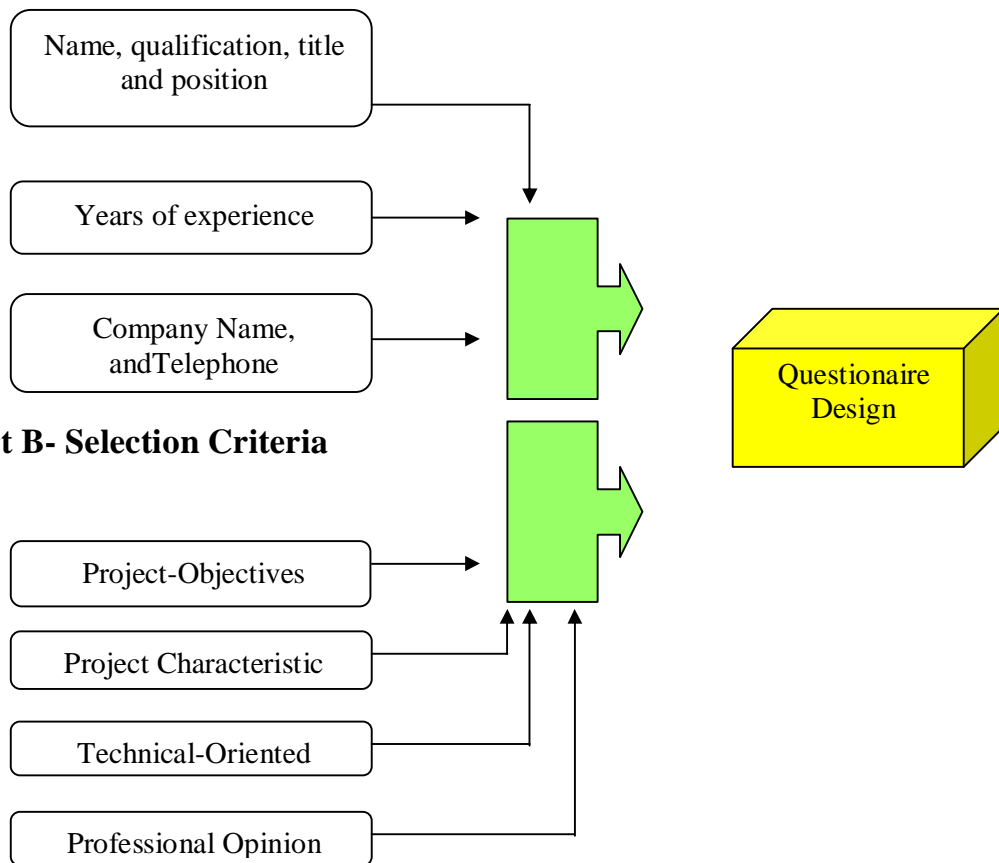 Name, qualification, title
and position
Years of experience
Company Name,
andTelephone
t B- Selection Criteria
Project-Objectives
Project Characteristic
Technical-Oriented
Professional Opinion
Questionaire
Design